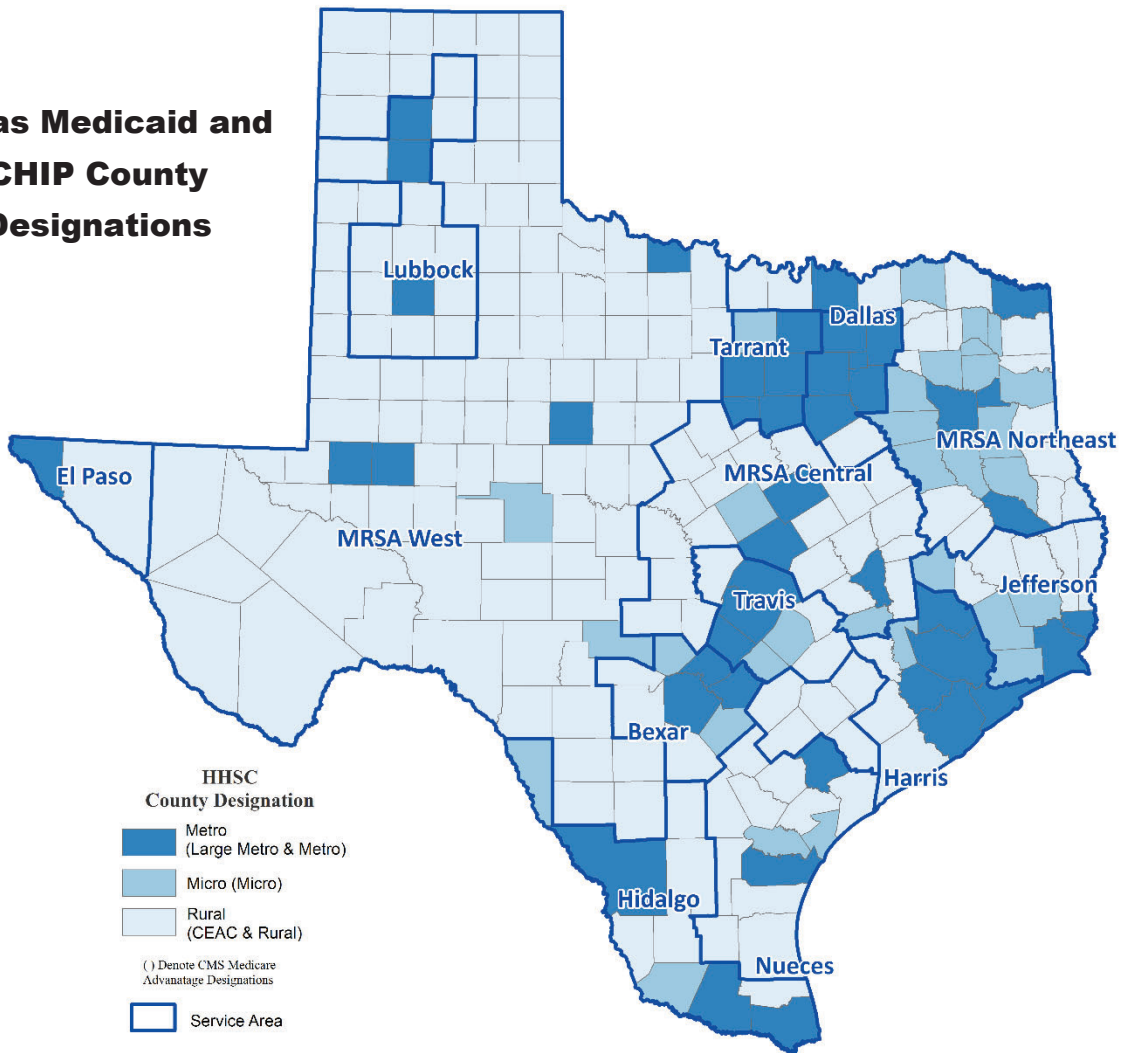 as Medicaid and
CHIP County
Designations
Lubbock
Dallas
Tarrant
MRSA Northeast
El Paso
MRSA Central
MRSA West
Jefferson
Travis
Bexar
Harris
Hidalgo
Nueces
HHSC
County Designation
Metro
(Large Metro & Metro)
Micro (Micro)
Rural
(CEAC & Rural)
( ) Denote CMS Medicare
Advanatage Designations
Service Area